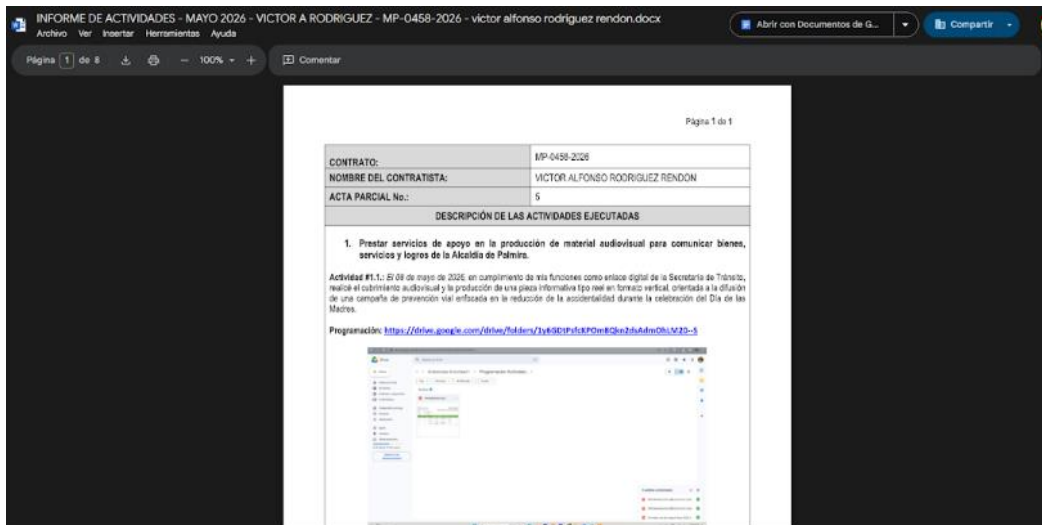 INFORME DE ACTIVIDADES - MAYO 2026 - VICTOR A RODRIGUEZ - MP-0458-2026 - victor alfonso rodriguez rendon.docx
Archivo Ver Insertar Herramientas Ayuda
Abrir con Documentos de G...
Compartir
Página 1 de 8
100%
Comentar
Página 1 de 1
CONTRATO: MP-0458-2026
NOMBRE DEL CONTRATISTA: VICTOR ALFONSO RODRIGUEZ RENDON
ACTA PARCIAL No.: 5
DESCRIPCIÓN DE LAS ACTIVIDADES EJECUTADAS
1. Prestar servicios de apoyo en la producción de material audiovisual para comunicar bienes,
servicios y logros de la Alcaldía de Palmira.
Actividad #1.1.: El 08 de mayo de 2026, en cumplimiento de mis funciones como enlace digital de la Secretaría de Tránsito,
realicé el cubrimiento audiovisual y la producción de una pieza informativa tipo reel en formato vertical, orientada a la difusión
de una campaña de prevención vial enfocada en la reducción de la accidentalidad durante la celebración del Día de las
Madres.
Programación: https://drive.google.com/drive/folders/